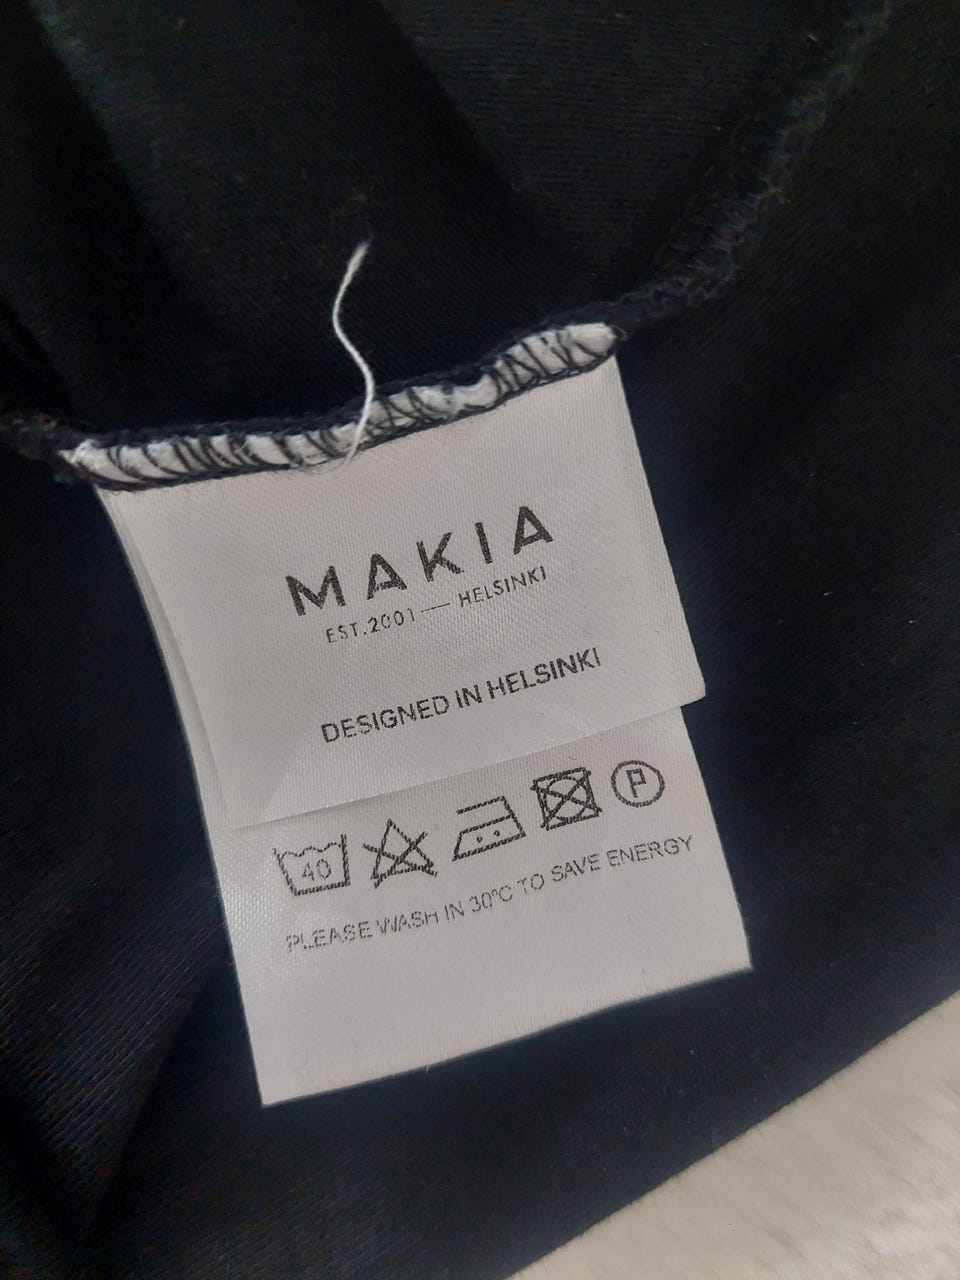 MAKIA
EST.2001 — HELSINKI
DESIGNED IN HELSINKI
40 P
PLEASE WASH IN 30°C TO SAVE ENERGY